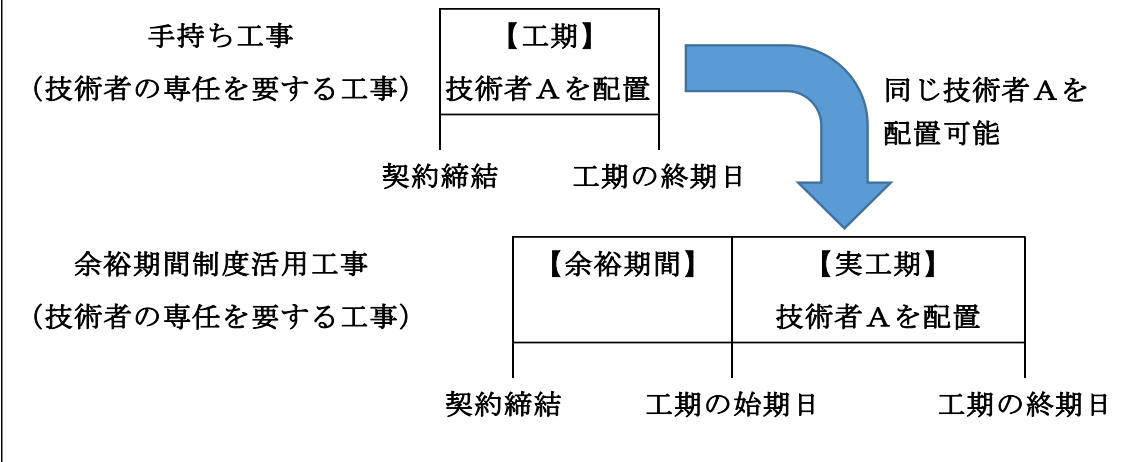 手持ち工事
（技術者の専任を要する工事）
【工期】
技術者Ａを配置
同じ技術者Ａを
配置可能
契約締結
工期の終期日
余裕期間制度活用工事
（技術者の専任を要する工事）
【余裕期間】
【実工期】
技術者Ａを配置
契約締結
工期の始期日
工期の終期日